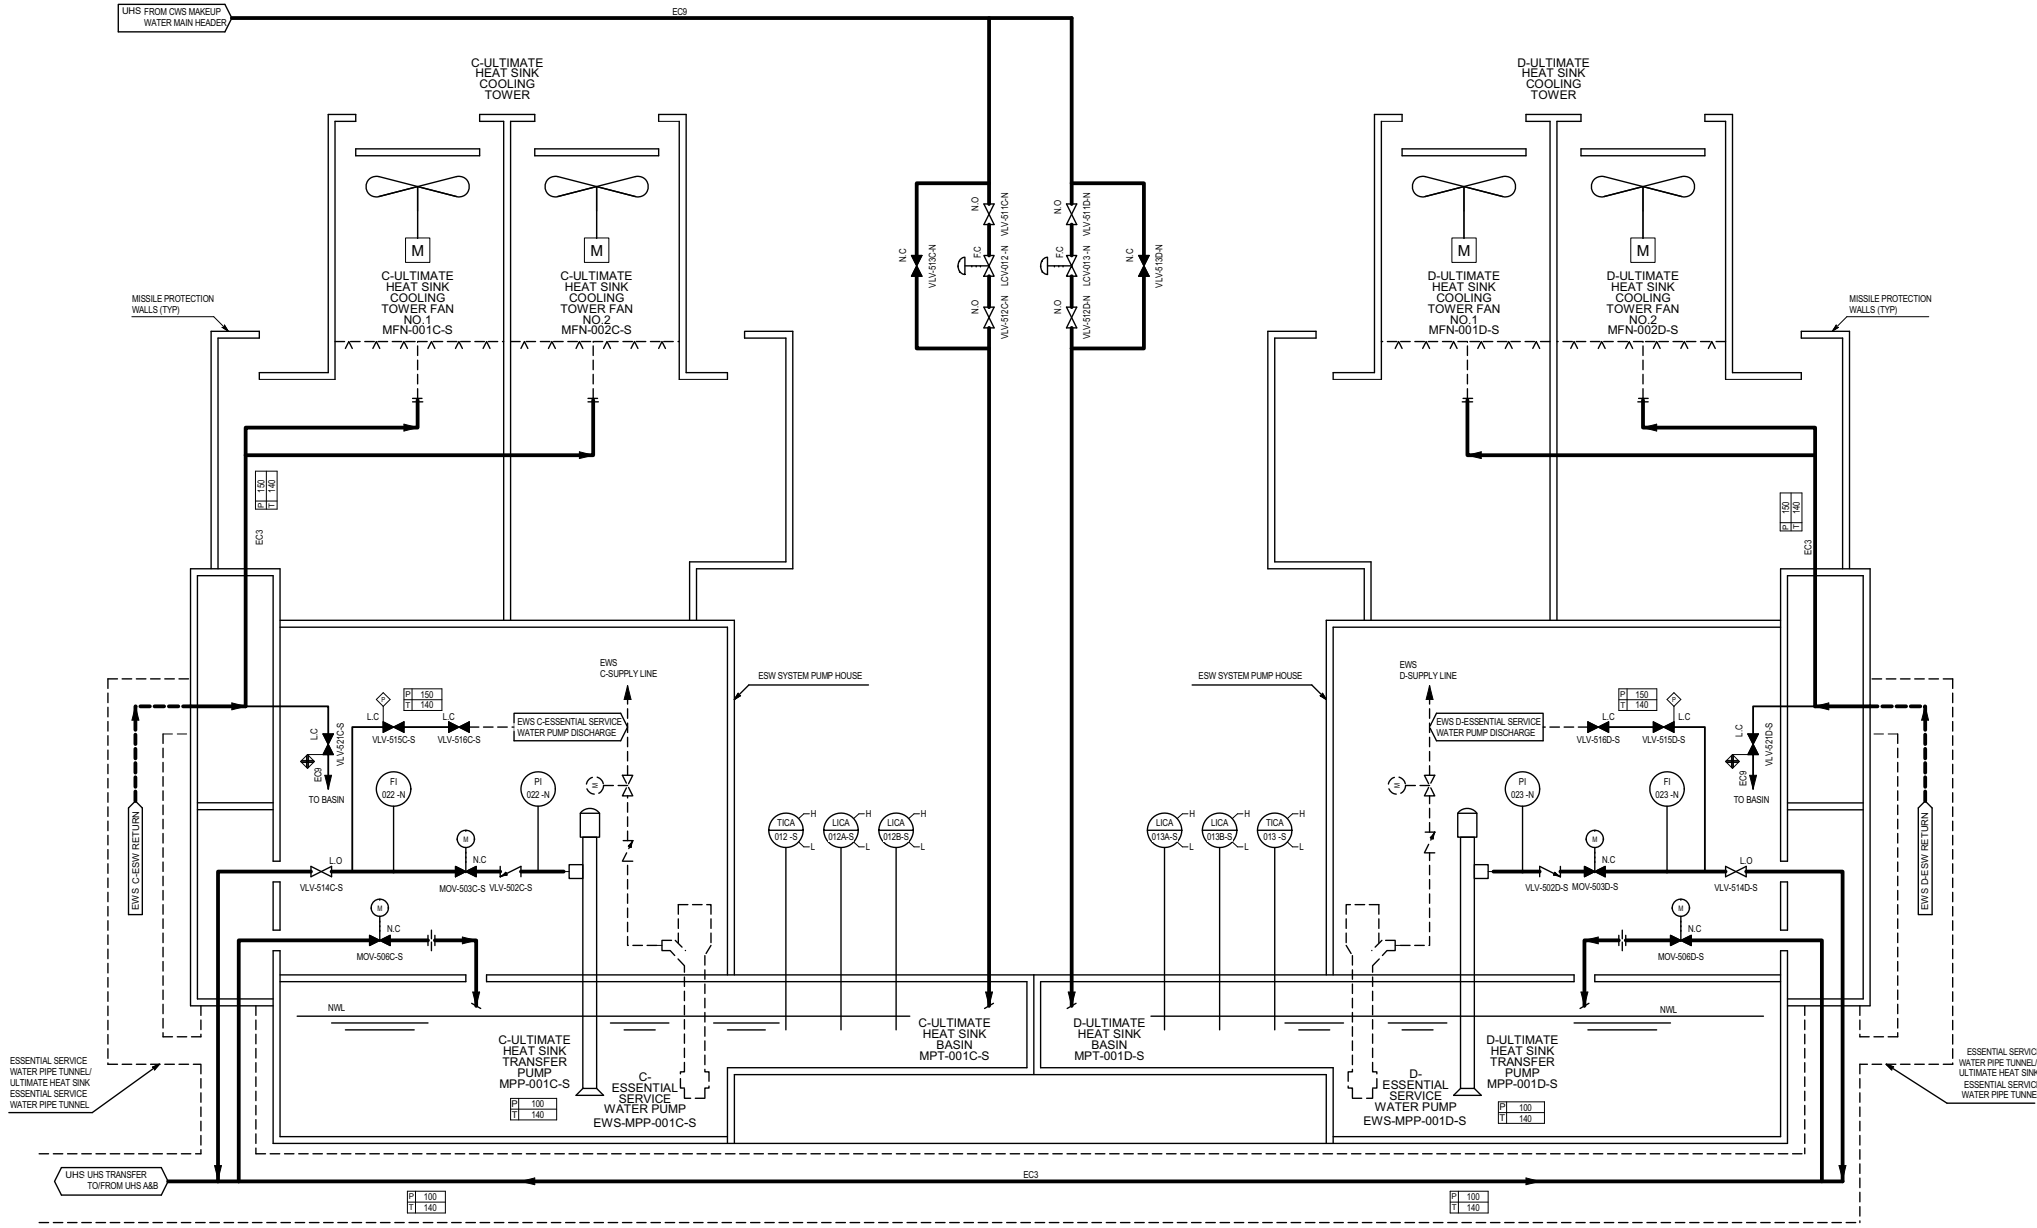 UHS FROM CWS MAKEUP
WATER MAIN HEADER
EC9
C-ULTIMATE
HEAT SINK
COOLING
TOWER
D-ULTIMATE
HEAT SINK
COOLING
TOWER
M
M
C-ULTIMATE
HEAT SINK
COOLING
TOWER FAN
NO.1
MFN-001C-S
C-ULTIMATE
HEAT SINK
COOLING
TOWER FAN
NO.2
MFN-002C-S
N.C
VLV-513C-N
N.O
VLV-511C-N
F.C
LCV-012 -N
N.O
VLV-512C-N
N.O
VLV-511D-N
F.C
LCV-013 -N
N.O
VLV-512D-N
N.C
VLV-513D-N
M
M
D-ULTIMATE
HEAT SINK
COOLING
TOWER FAN
NO.1
MFN-001D-S
D-ULTIMATE
HEAT SINK
COOLING
TOWER FAN
NO.2
MFN-002D-S
MISSILE PROTECTION
WALLS (TYP)
MISSILE PROTECTION
WALLS (TYP)
P 150
T 140
EC3
P 150
T 140
EC3
EWS
C-SUPPLY LINE
ESW SYSTEM PUMP HOUSE
ESW SYSTEM PUMP HOUSE
EWS
D-SUPPLY LINE
P
P 150
T 140
L.C
VLV-515C-S
L.C
VLV-516C-S
EWS C-ESSENTIAL SERVICE
WATER PUMP DISCHARGE
EWS D-ESSENTIAL SERVICE
WATER PUMP DISCHARGE
P 150
T 140
P
L.C
VLV-516D-S
L.C
VLV-515D-S
L.C
VLV-521C-S
EC9
TO BASIN
FI
022 -N
PI
022 -N
M
M
PI
023 -N
FI
023 -N
L.C
VLV-521D-S
EC9
TO BASIN
EWS C-ESW RETURN
EWS D-ESW RETURN
TICA
012 -S
H
L
LICA
012A-S
H
L
LICA
012B-S
H
L
LICA
013A-S
H
L
LICA
013B-S
H
L
TICA
013 -S
H
L
L.O
VLV-514C-S
M
N.C
MOV-503C-S
VLV-502C-S
VLV-502D-S
M
N.C
MOV-503D-S
L.O
VLV-514D-S
M
N.C
MOV-506C-S
M
N.C
MOV-506D-S
NWL
NWL
C-ULTIMATE
HEAT SINK
BASIN
MPT-001C-S
D-ULTIMATE
HEAT SINK
BASIN
MPT-001D-S
C-ULTIMATE
HEAT SINK
TRANSFER
PUMP
MPP-001C-S
P 100
T 140
C-
ESSENTIAL
SERVICE
WATER PUMP
EWS-MPP-001C-S
D-
ESSENTIAL
SERVICE
WATER PUMP
EWS-MPP-001D-S
D-ULTIMATE
HEAT SINK
TRANSFER
PUMP
MPP-001D-S
P 100
T 140
ESSENTIAL SERVICE
WATER PIPE TUNNEL/
ULTIMATE HEAT SINK
ESSENTIAL SERVICE
WATER PIPE TUNNEL
ESSENTIAL SERVIC
WATER PIPE TUNNEL/
ULTIMATE HEAT SINK
ESSENTIAL SERVIC
WATER PIPE TUNNE
UHS UHS TRANSFER
TO/FROM UHS A&B
EC3
P 100
T 140
P 100
T 140